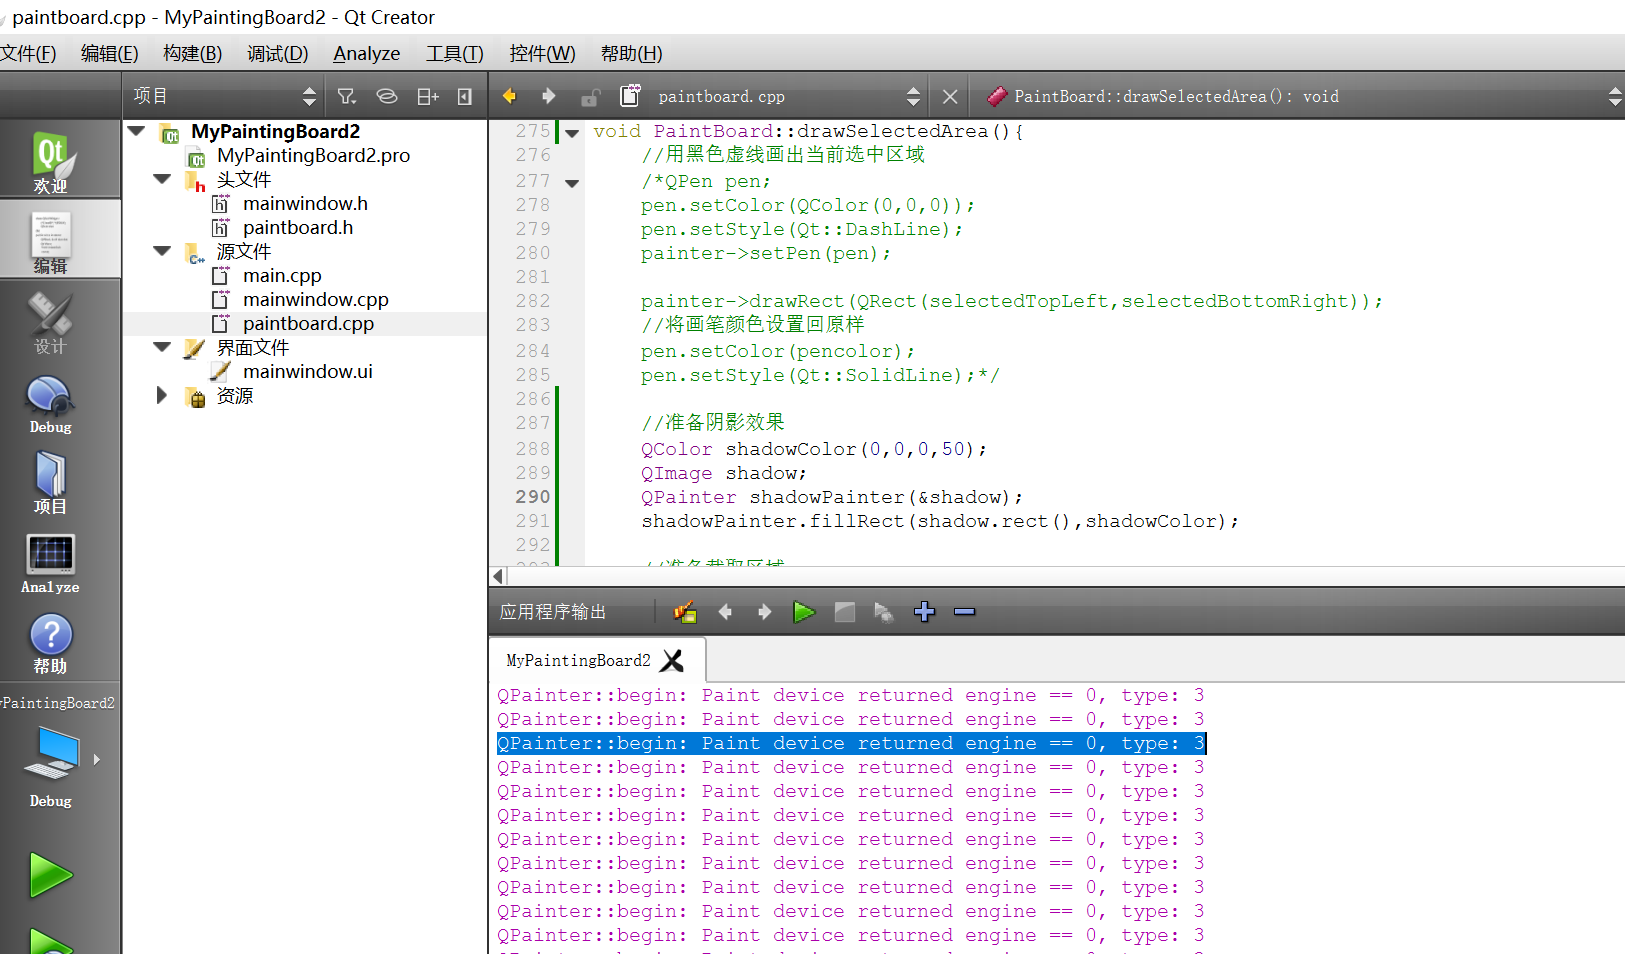 paintboard.cpp - MyPaintingBoard2 - Qt Creator
文件(F) 编辑(E) 构建(B) 调试(D) Analyze 工具(T) 控件(W) 帮助(H)
项目 paintboard.cpp PaintBoard::drawSelectedArea(): void
欢迎
编辑
设计
Debug
项目
Analyze
帮助
PaintingBoard2
Debug
MyPaintingBoard2
MyPaintingBoard2.pro
头文件
mainwindow.h
paintboard.h
源文件
main.cpp
mainwindow.cpp
paintboard.cpp
界面文件
mainwindow.ui
资源
275 void PaintBoard::drawSelectedArea(){
276 //用黑色虚线画出当前选中区域
277 /*QPen pen;
278 pen.setColor(QColor(0,0,0));
279 pen.setStyle(Qt::DashLine);
280 painter->setPen(pen);
281
282 painter->drawRect(QRect(selectedTopLeft,selectedBottomRight));
283 //将画笔颜色设置回原样
284 pen.setColor(pencolor);
285 pen.setStyle(Qt::SolidLine);*/
286
287 //准备阴影效果
288 QColor shadowColor(0,0,0,50);
289 QImage shadow;
290 QPainter shadowPainter(&shadow);
291 shadowPainter.fillRect(shadow.rect(),shadowColor);
292
应用程序输出
MyPaintingBoard2
QPainter::begin: Paint device returned engine == 0, type: 3
QPainter::begin: Paint device returned engine == 0, type: 3
QPainter::begin: Paint device returned engine == 0, type: 3
QPainter::begin: Paint device returned engine == 0, type: 3
QPainter::begin: Paint device returned engine == 0, type: 3
QPainter::begin: Paint device returned engine == 0, type: 3
QPainter::begin: Paint device returned engine == 0, type: 3
QPainter::begin: Paint device returned engine == 0, type: 3
QPainter::begin: Paint device returned engine == 0, type: 3
QPainter::begin: Paint device returned engine == 0, type: 3
QPainter::begin: Paint device returned engine == 0, type: 3